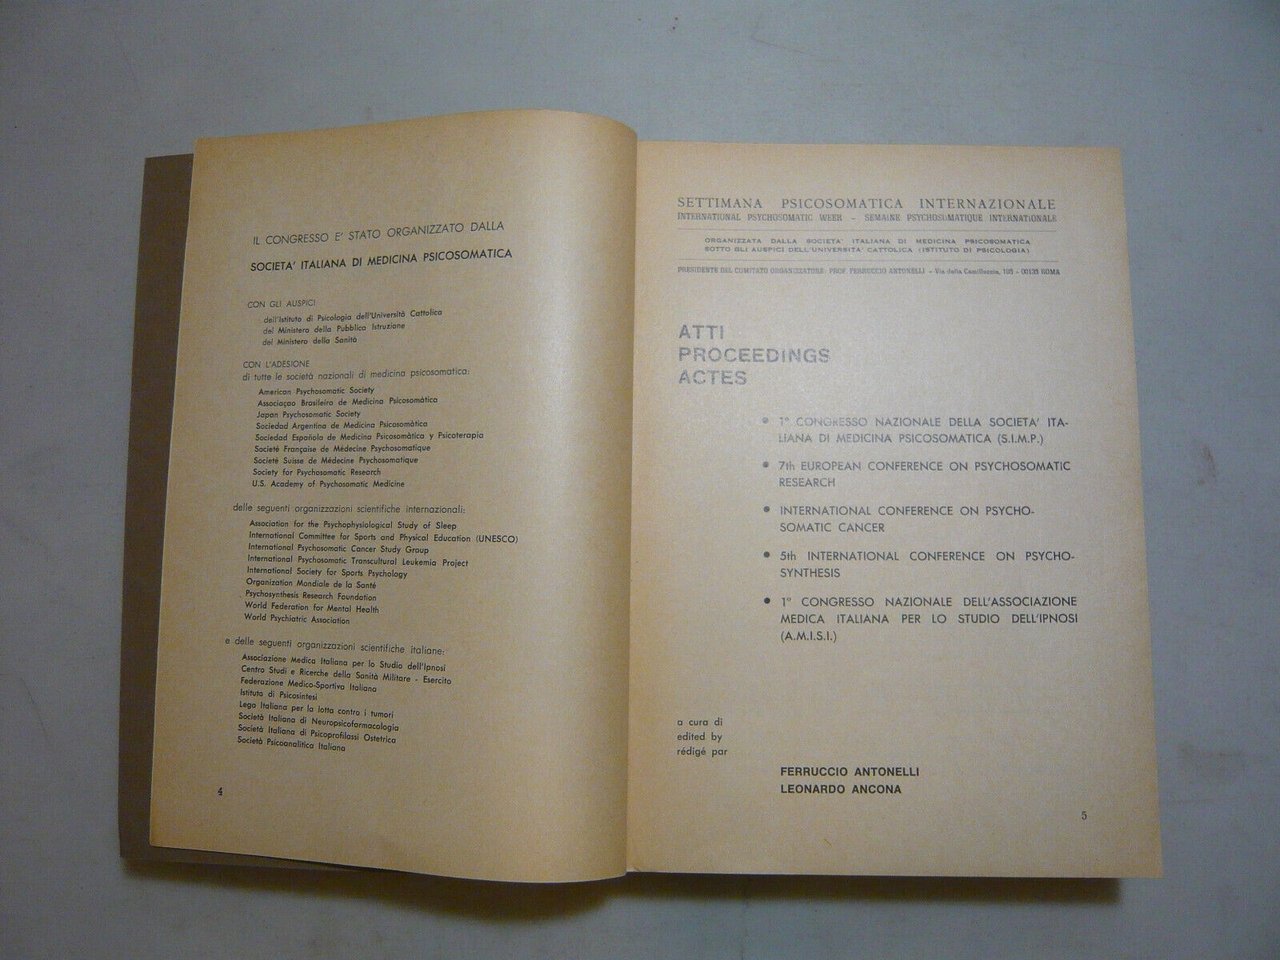 IL CONGRESSO E' STATO ORGANIZZATO DALLA
SOCIETA' ITALIANA DI MEDICINA PSICOSOMATICA
CON GLI AUSPICI
dell'Istituto di Psicologia dell'Università Cattolica
del Ministero della Pubblica Istruzione
del Ministero della Sanità
CON L'ADESIONE
di tutte le società nazionali di medicina psicosomatica:
American Psychosomatic Society
Associaçao Brasileira de Medicina Psicosomàtica
Japan Psychosomatic Society
Sociedad Argentina de Medicina Psicosomàtica
Sociedad Española de Medicina Psicosomàtica y Psicoterapia
Société Française de Médecine Psychosomatique
Societé Suisse de Médecine Psychosomatique
Society for Psychosomatic Research
U.S. Academy of Psychosomatic Medicine
delle seguenti organizzazioni scientifiche internazionali:
Association for the Psychophysiological Study of Sleep
International Committee for Sports and Physical Education (UNESCO)
International Psychosomatic Cancer Study Group
International Psychosomatic Transcultural Leukemia Project
International Society for Sports Psychology
Organization Mondiale de la Santé
Psychosynthesis Research Foundation
World Federation for Mental Health
World Psychiatric Association
e delle seguenti organizzazioni scientifiche italiane:
Associazione Medica Italiana per lo Studio dell'Ipnosi
Centro Studi e Ricerche della Sanità Militare - Esercito
Federazione Medico-Sportiva Italiana
Istituto di Psicosintesi
Lega Italiana per la lotta contro i tumori
Società Italiana di Neuropsicofarmacologia
Società Italiana di Psicoprofilassi Ostetrica
Società Psicoanalitica Italiana
4
SETTIMANA PSICOSOMATICA INTERNAZIONALE
INTERNATIONAL PSYCHOSOMATIC WEEK - SEMAINE PSYCHOSOMATIQUE INTERNATIONALE
ORGANIZZATA DALLA SOCIETA' ITALIANA DI MEDICINA PSICOSOMATICA
SOTTO GLI AUSPICI DELL'UNIVERSITA' CATTOLICA (ISTITUTO DI PSICOLOGIA)
PRESIDENTE DEL COMITATO ORGANIZZATORE: PROF. FERRUCCIO ANTONELLI - Via della Camilluccia, 195 - 00135 ROMA
ATTI
PROCEEDINGS
ACTES
• 1° CONGRESSO NAZIONALE DELLA SOCIETA' ITA-
LIANA DI MEDICINA PSICOSOMATICA (S.I.M.P.)
• 7th EUROPEAN CONFERENCE ON PSYCHOSOMATIC
RESEARCH
• INTERNATIONAL CONFERENCE ON PSYCHO-
SOMATIC CANCER
• 5th INTERNATIONAL CONFERENCE ON PSYCHO-
SYNTHESIS
• 1° CONGRESSO NAZIONALE DELL'ASSOCIAZIONE
MEDICA ITALIANA PER LO STUDIO DELL'IPNOSI
(A.M.I.S.I.)
a cura di
edited by
rédigé par
FERRUCCIO ANTONELLI
LEONARDO ANCONA
5